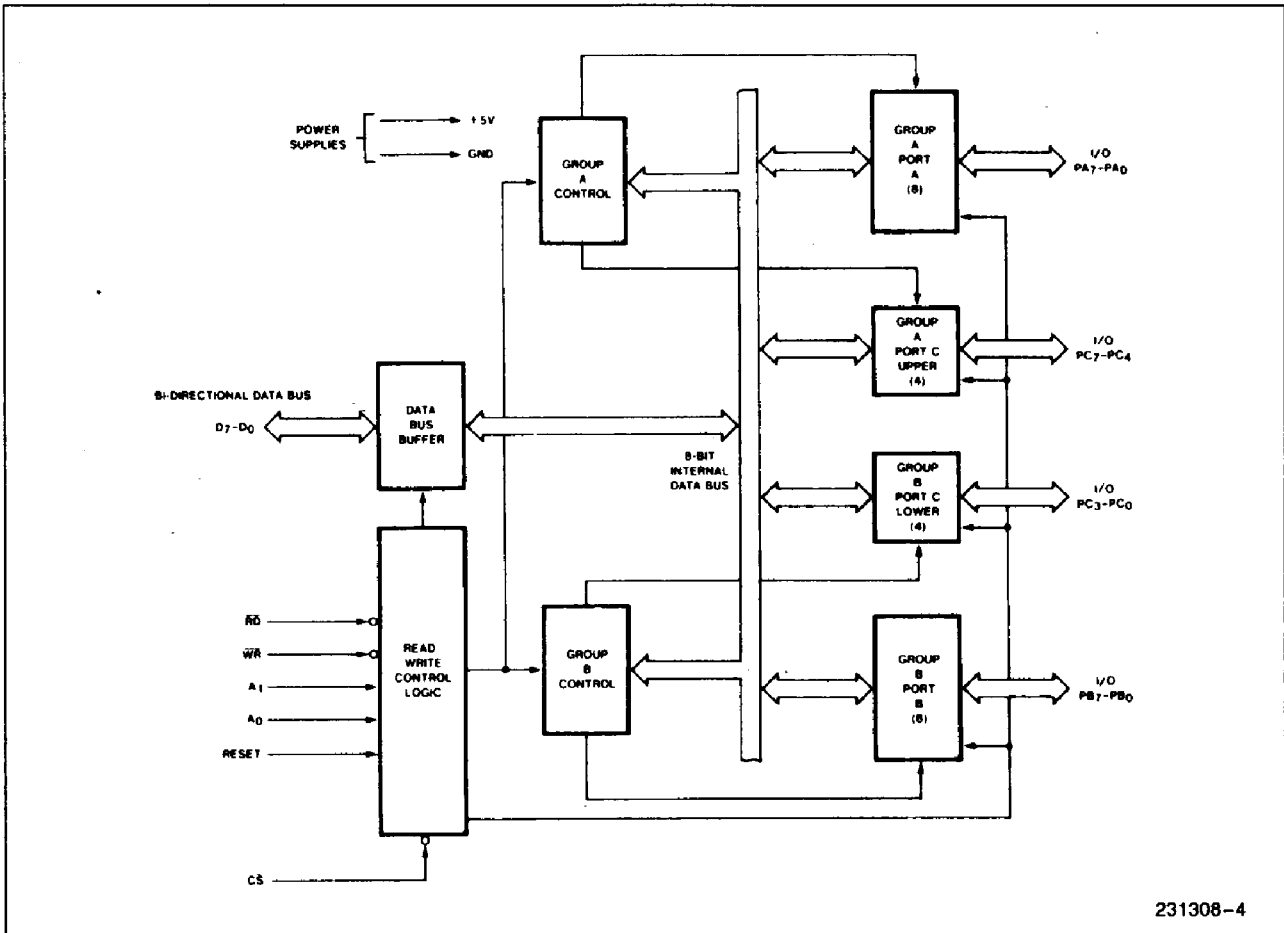 POWER
SUPPLIES
+5V
GND
GROUP
A
CONTROL
GROUP
A
PORT
A
(8)
I/O
PA7-PA0
GROUP
A
PORT C
UPPER
(4)
I/O
PC7-PC4
BI-DIRECTIONAL DATA BUS
D7-D0
DATA
BUS
BUFFER
8-BIT
INTERNAL
DATA BUS
GROUP
B
PORT C
LOWER
(4)
I/O
PC3-PC0
RD
WR
A1
A0
RESET
READ
WRITE
CONTROL
LOGIC
GROUP
B
CONTROL
GROUP
B
PORT
B
(8)
I/O
PB7-PB0
CS
231308-4